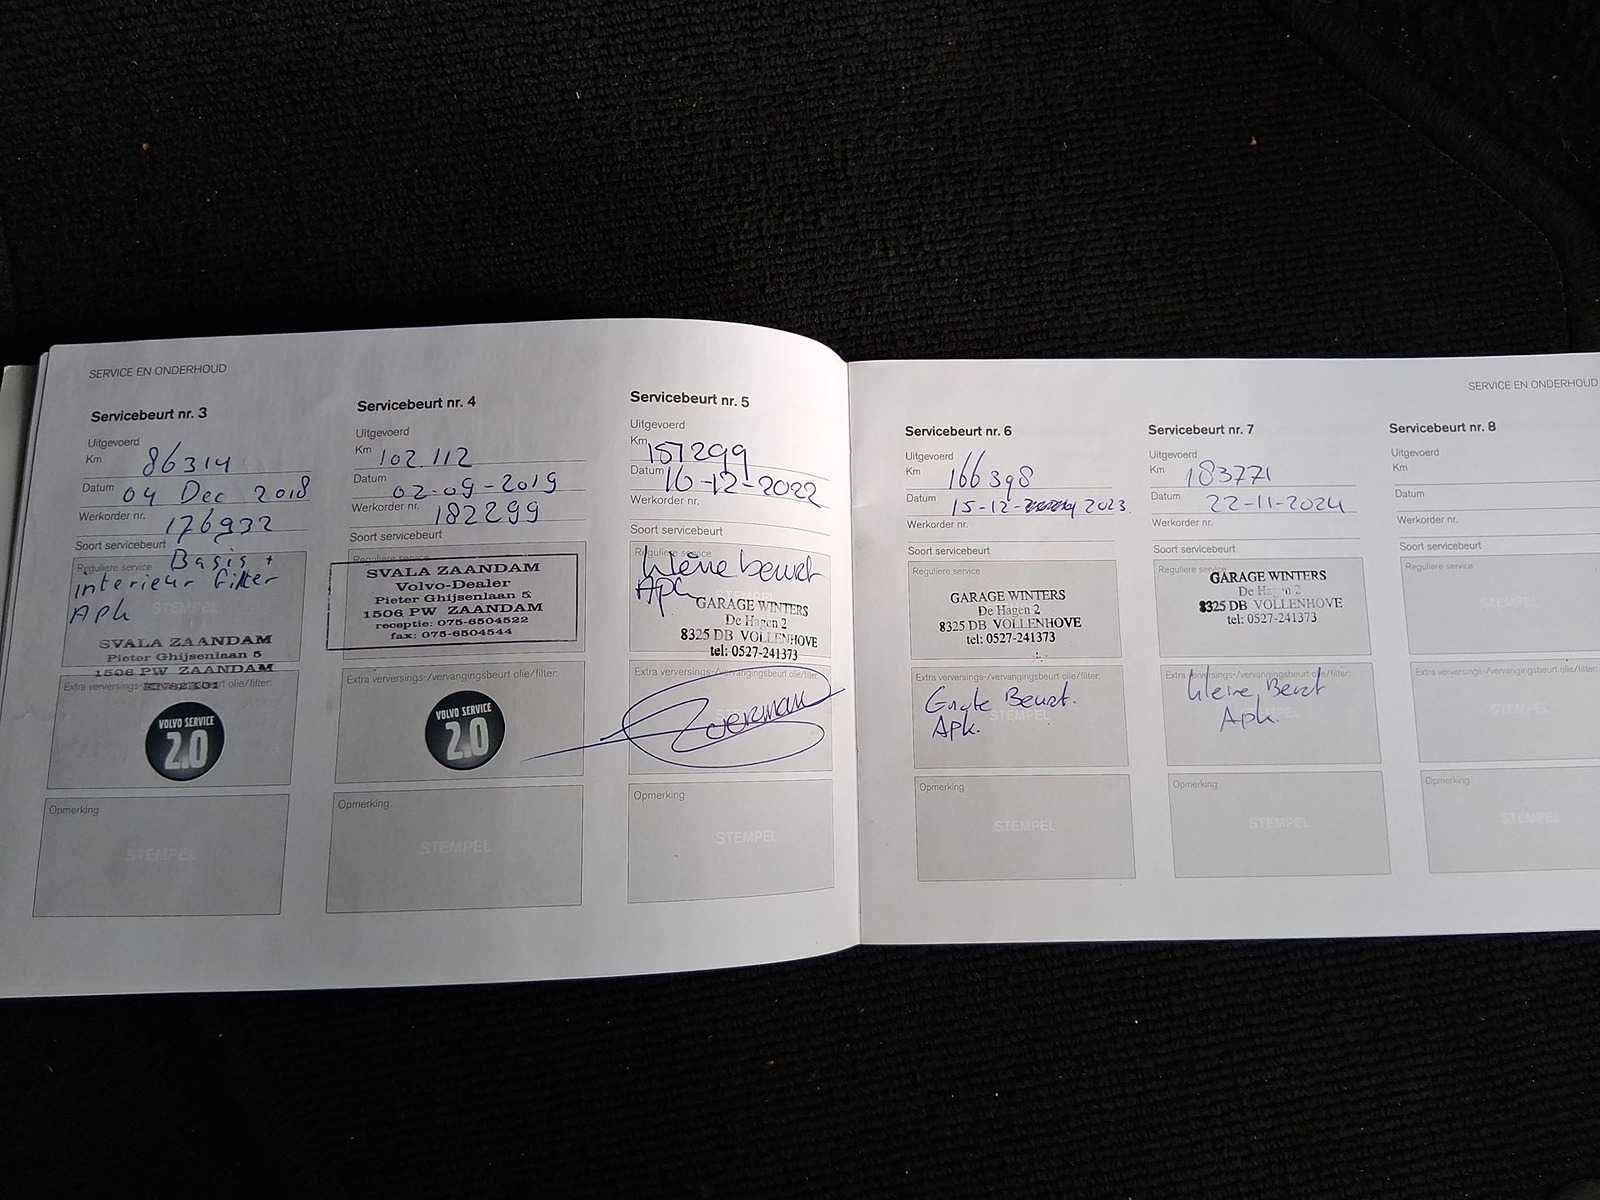 SERVICE EN ONDERHOUD
Servicebeurt nr. 3
Uitgevoerd
Km 86314
Datum 04 Dec 2018
Werkorder nr. 176932
Soort servicebeurt
Reguliere service Basis +
interieur filter
Apk
STEMPEL
SVALA ZAANDAM
Pieter Ghijsenlaan 5
1506 PW ZAANDAM
Extra verversings- beurt olie/filter:
VOLVO SERVICE
2.0
Opmerking
STEMPEL
Servicebeurt nr. 4
Uitgevoerd
Km 102.112
Datum 02-09-2019
Werkorder nr. 182299
Soort servicebeurt
Reguliere service
SVALA ZAANDAM
Volvo-Dealer
Pieter Ghijsenlaan 5
1506 PW ZAANDAM
receptie: 075-6504522
fax: 075-6504544
Extra verversings-/vervangingsbeurt olie/filter:
VOLVO SERVICE
2.0
Opmerking
STEMPEL
Servicebeurt nr. 5
Uitgevoerd
Km 157299
Datum 16-12-2022
Werkorder nr.
Soort servicebeurt
Reguliere service
kleine beurt
Apk
GARAGE WINTERS
De Hagen 2
8325 DB VOLLENHOVE
tel: 0527-241373
Extra verversings-/vervangingsbeurt olie/filter:
Opmerking
STEMPEL
SERVICE EN ONDERHOUD
Servicebeurt nr. 6
Uitgevoerd
Km 166398
Datum 15-12- 2023
Werkorder nr.
Soort servicebeurt
Reguliere service
GARAGE WINTERS
De Hagen 2
8325 DB VOLLENHOVE
tel: 0527-241373
Extra verversings-/vervangingsbeurt olie/filter:
Grote Beurt.
STEMPEL
Apk.
Opmerking
STEMPEL
Servicebeurt nr. 7
Uitgevoerd
Km 183771
Datum 22-11-2024
Werkorder nr.
Soort servicebeurt
Reguliere service
GARAGE WINTERS
De 2
8325 DB VOLLENHOVE
tel: 0527-241373
Extra verversings-/vervangingsbeurt olie/filter:
kleine Beurt
Apk.
Opmerking
STEMPEL
Servicebeurt nr. 8
Uitgevoerd
Km
Datum
Werkorder nr.
Soort servicebeurt
Reguliere service
STEMPEL
Extra verversings-/vervangingsbeurt olie/filter:
STEMPEL
Opmerking
STEMPEL